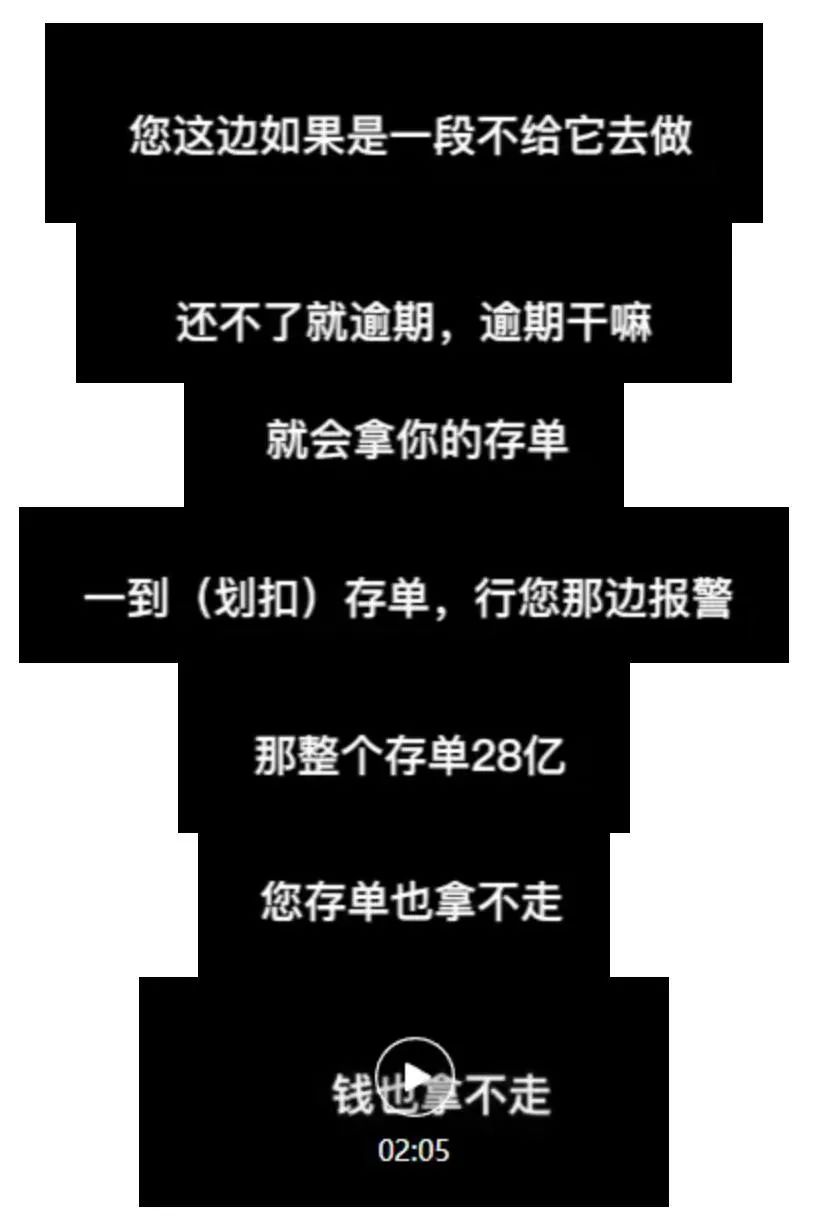 您这边如果是一段不给它去做
还不了就逾期，逾期干嘛
就会拿你的存单
一到（划扣）存单，行您那边报警
那整个存单28亿
您存单也拿不走
钱也拿不走
02:05